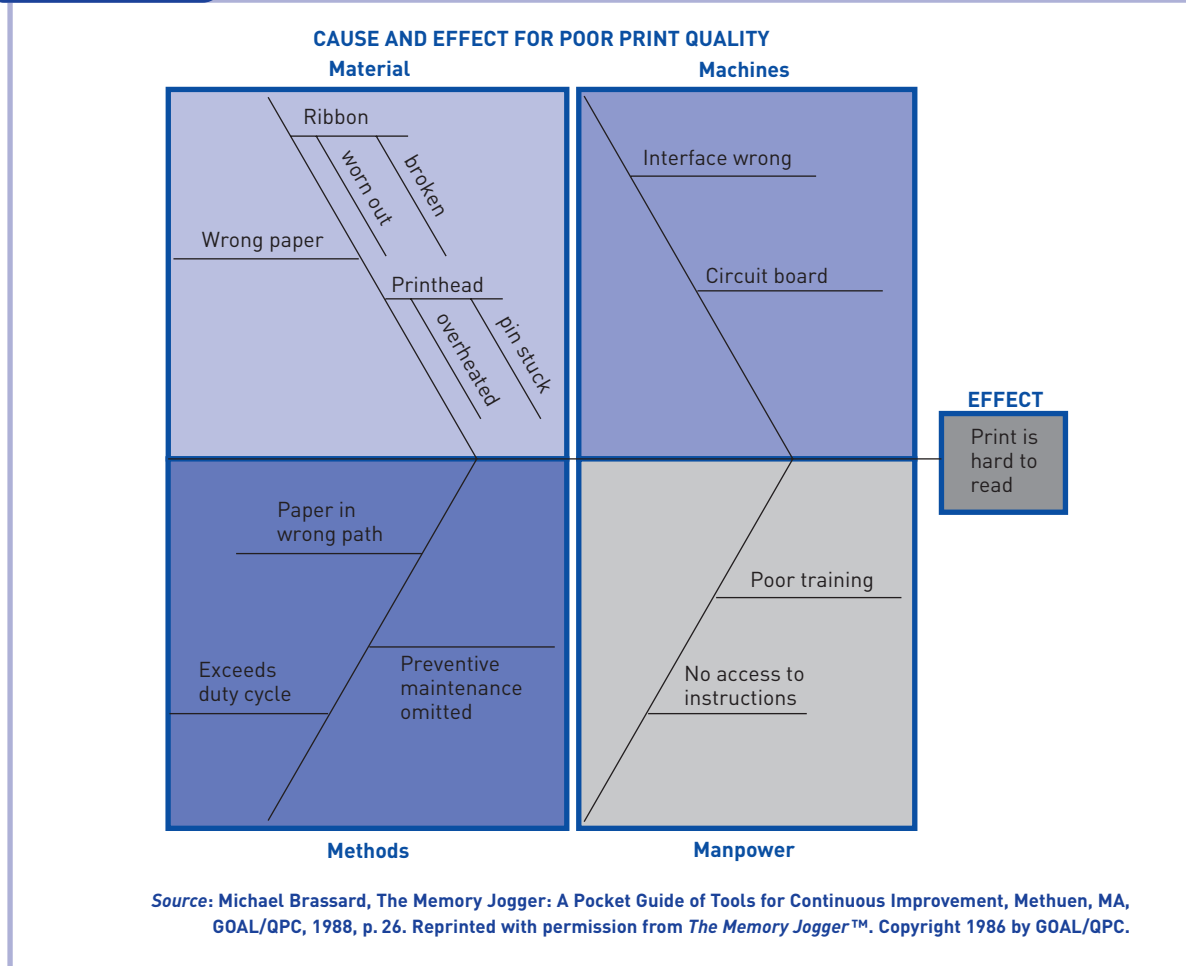 CAUSE AND EFFECT FOR POOR PRINT QUALITY
Material
Machines
Ribbon
worn out
broken
Wrong paper
Printhead
overheated
pin stuck
Interface wrong
Circuit board
EFFECT
Print is
hard to
read
Paper in
wrong path
Exceeds
duty cycle
Preventive
maintenance
omitted
Poor training
No access to
instructions
Methods
Manpower
Source: Michael Brassard, The Memory Jogger: A Pocket Guide of Tools for Continuous Improvement, Methuen, MA,
GOAL/QPC, 1988, p. 26. Reprinted with permission from The Memory Jogger™. Copyright 1986 by GOAL/QPC.